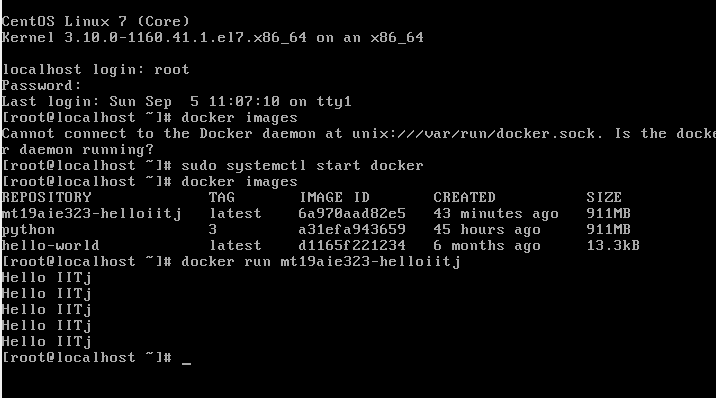 CentOS Linux 7 (Core)
Kernel 3.10.0-1160.41.1.el7.x86_64 on an x86_64
localhost login: root
Password:
Last login: Sun Sep  5 11:07:10 on tty1
[root@localhost ~]# docker images
Cannot connect to the Docker daemon at unix:///var/run/docker.sock. Is the docke
r daemon running?
[root@localhost ~]# sudo systemctl start docker
[root@localhost ~]# docker images
REPOSITORY            TAG       IMAGE ID       CREATED          SIZE
mt19aie323-helloiitj   latest    6a970aad82e5   43 minutes ago   911MB
python                3         a31efa943659   45 hours ago     911MB
hello-world           latest    d1165f221234   6 months ago     13.3kB
[root@localhost ~]# docker run mt19aie323-helloiitj
Hello IITj
Hello IITj
Hello IITj
Hello IITj
Hello IITj
[root@localhost ~]# _